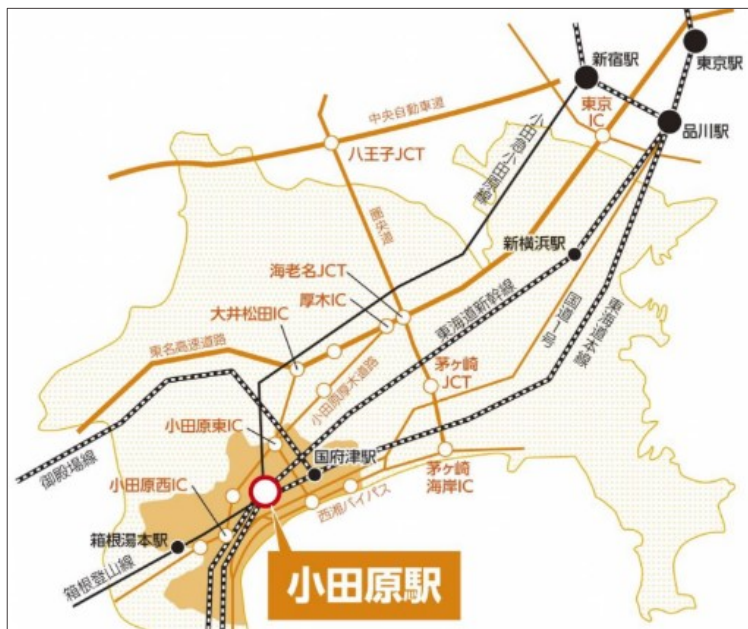 新宿駅
東京駅
東京
IC
品川駅
中央自動車道
八王子JCT
小田急小田原線
圏央道
新横浜駅
海老名JCT
厚木IC
大井松田IC
東海道新幹線
国道1号
東海道本線
東名高速道路
茅ヶ崎
JCT
小田原厚木道路
小田原東IC
国府津駅
御殿場線
茅ヶ崎
海岸IC
小田原西IC
西湘バイパス
箱根湯本駅
箱根登山線
小田原駅